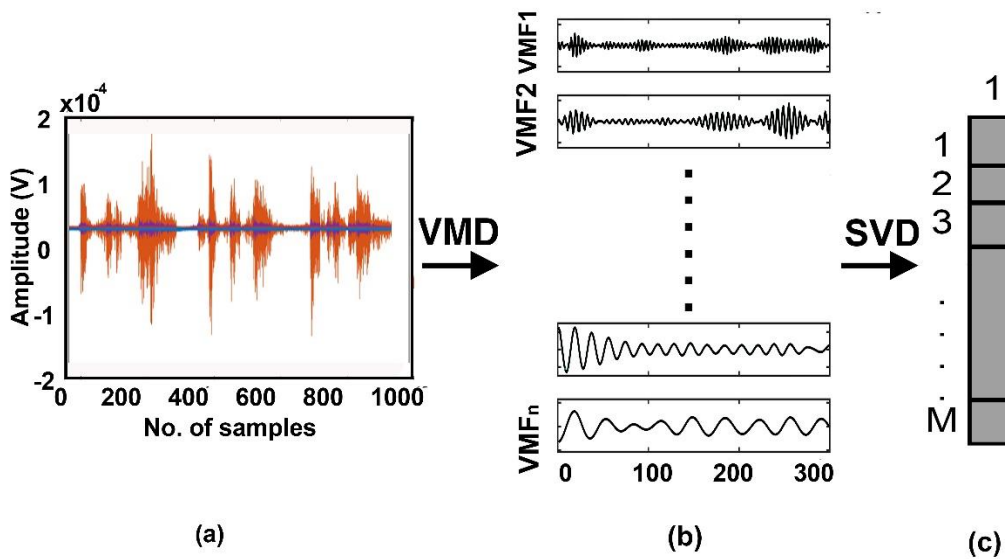 x10⁻⁴
2
1
0
-1
-2
Amplitude (V)
0 200 400 600 800 1000
No. of samples
(a)
VMD
VMF1
VMF2
VMFₙ
0 100 200 300
(b)
SVD
1
1
2
3
M
(c)